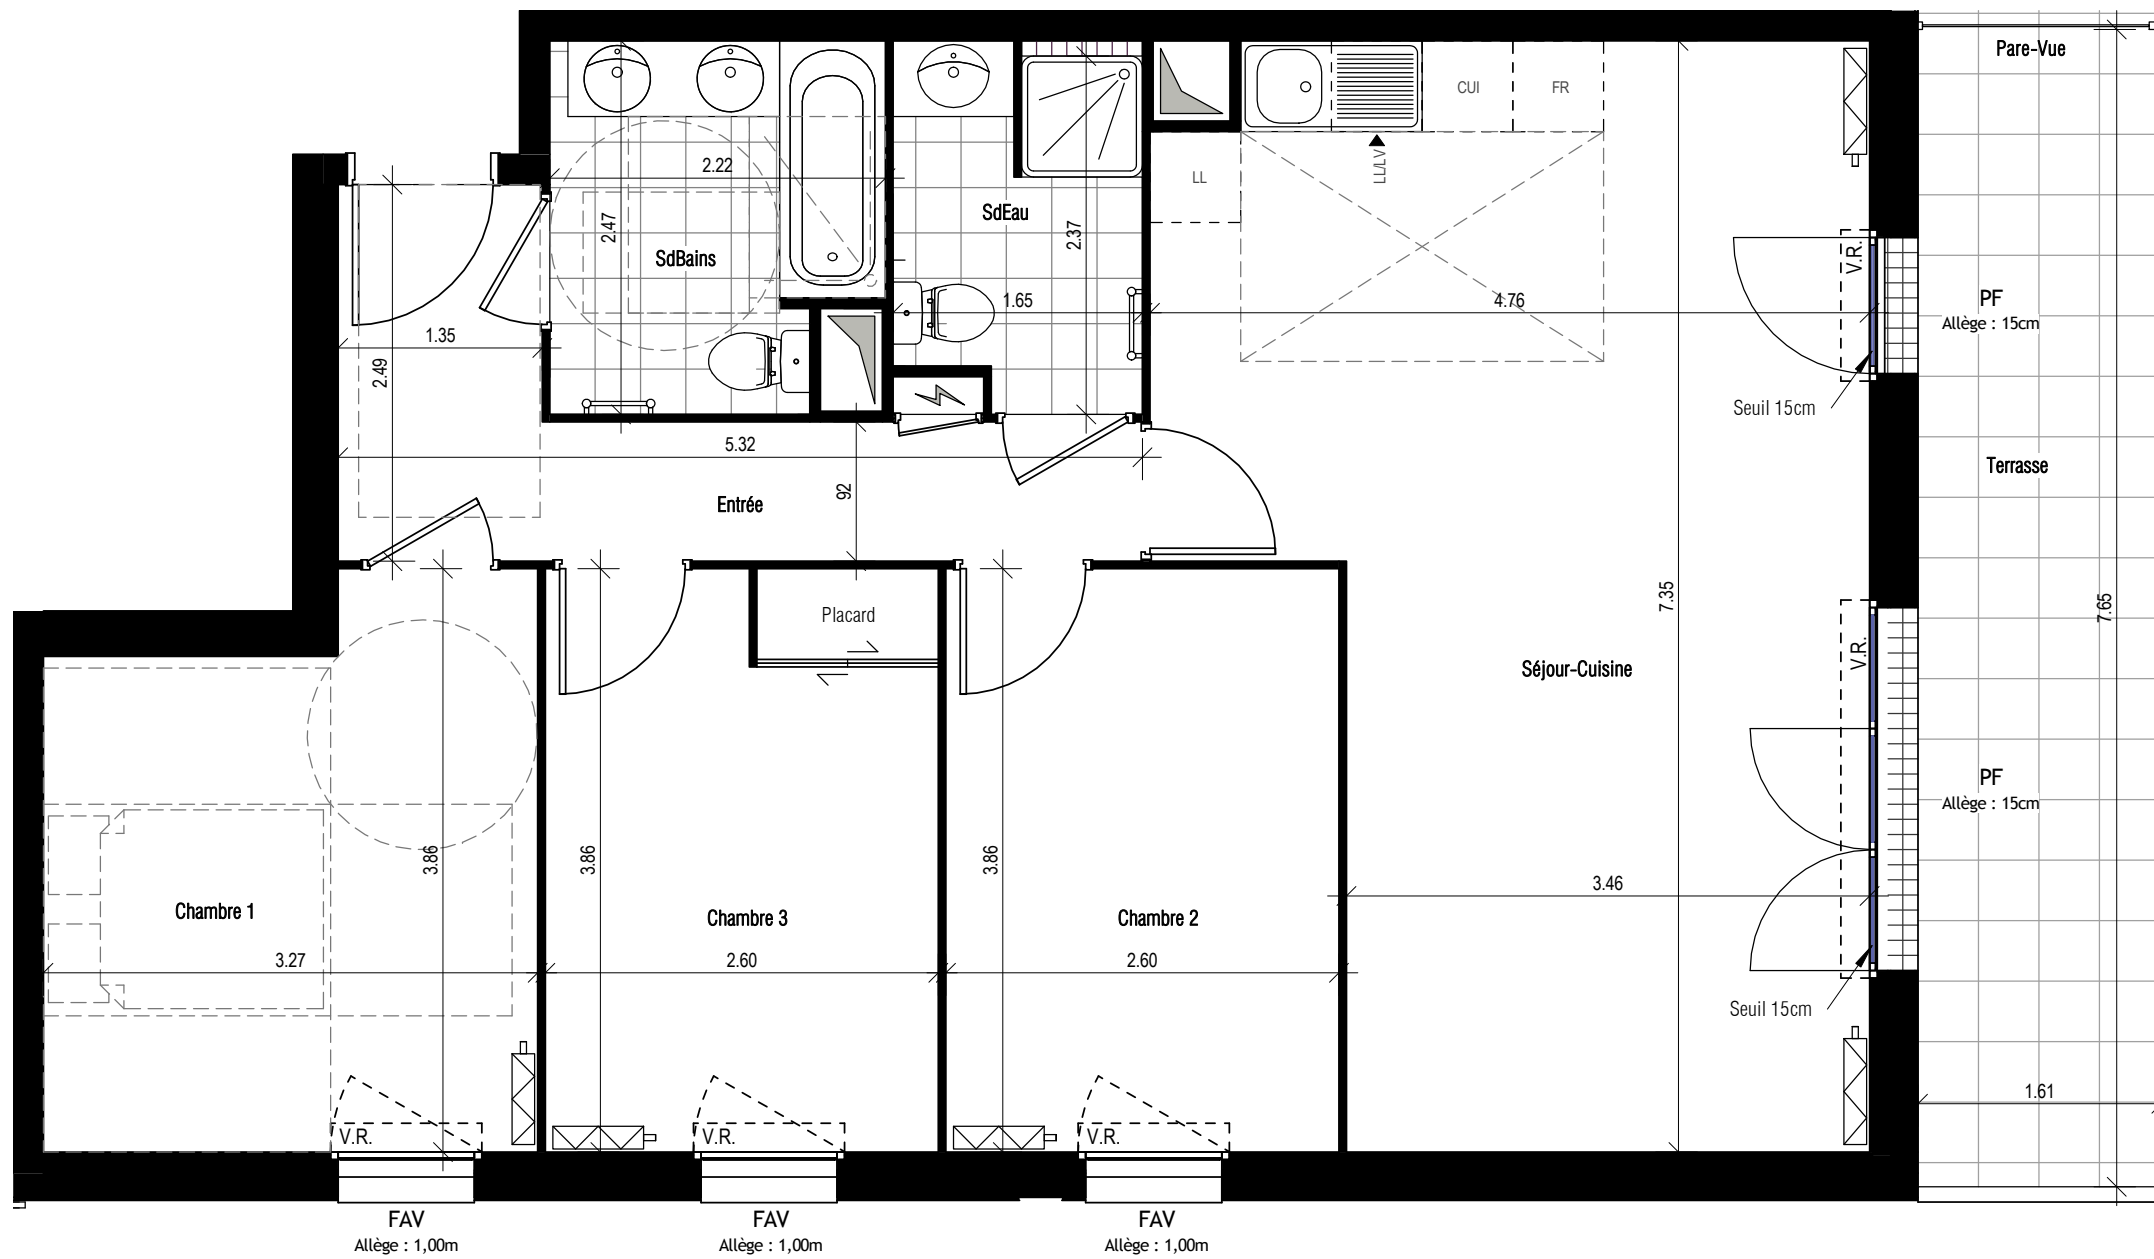 Pare-Vue
CUI
FR
LL/LV
LL
2.22
SdEau
2.47
2.37
SdBains
V.R.
1.65
4.76
PF
Allège : 15cm
1.35
2.49
Seuil 15cm
5.32
Terrasse
92
Entrée
7.35
7.65
Placard
V.R.
Séjour-Cuisine
PF
Allège : 15cm
3.86
3.86
3.86
3.46
Chambre 1
Chambre 3
Chambre 2
3.27
2.60
2.60
Seuil 15cm
1.61
V.R.
V.R.
V.R.
FAV
Allège : 1,00m
FAV
Allège : 1,00m
FAV
Allège : 1,00m